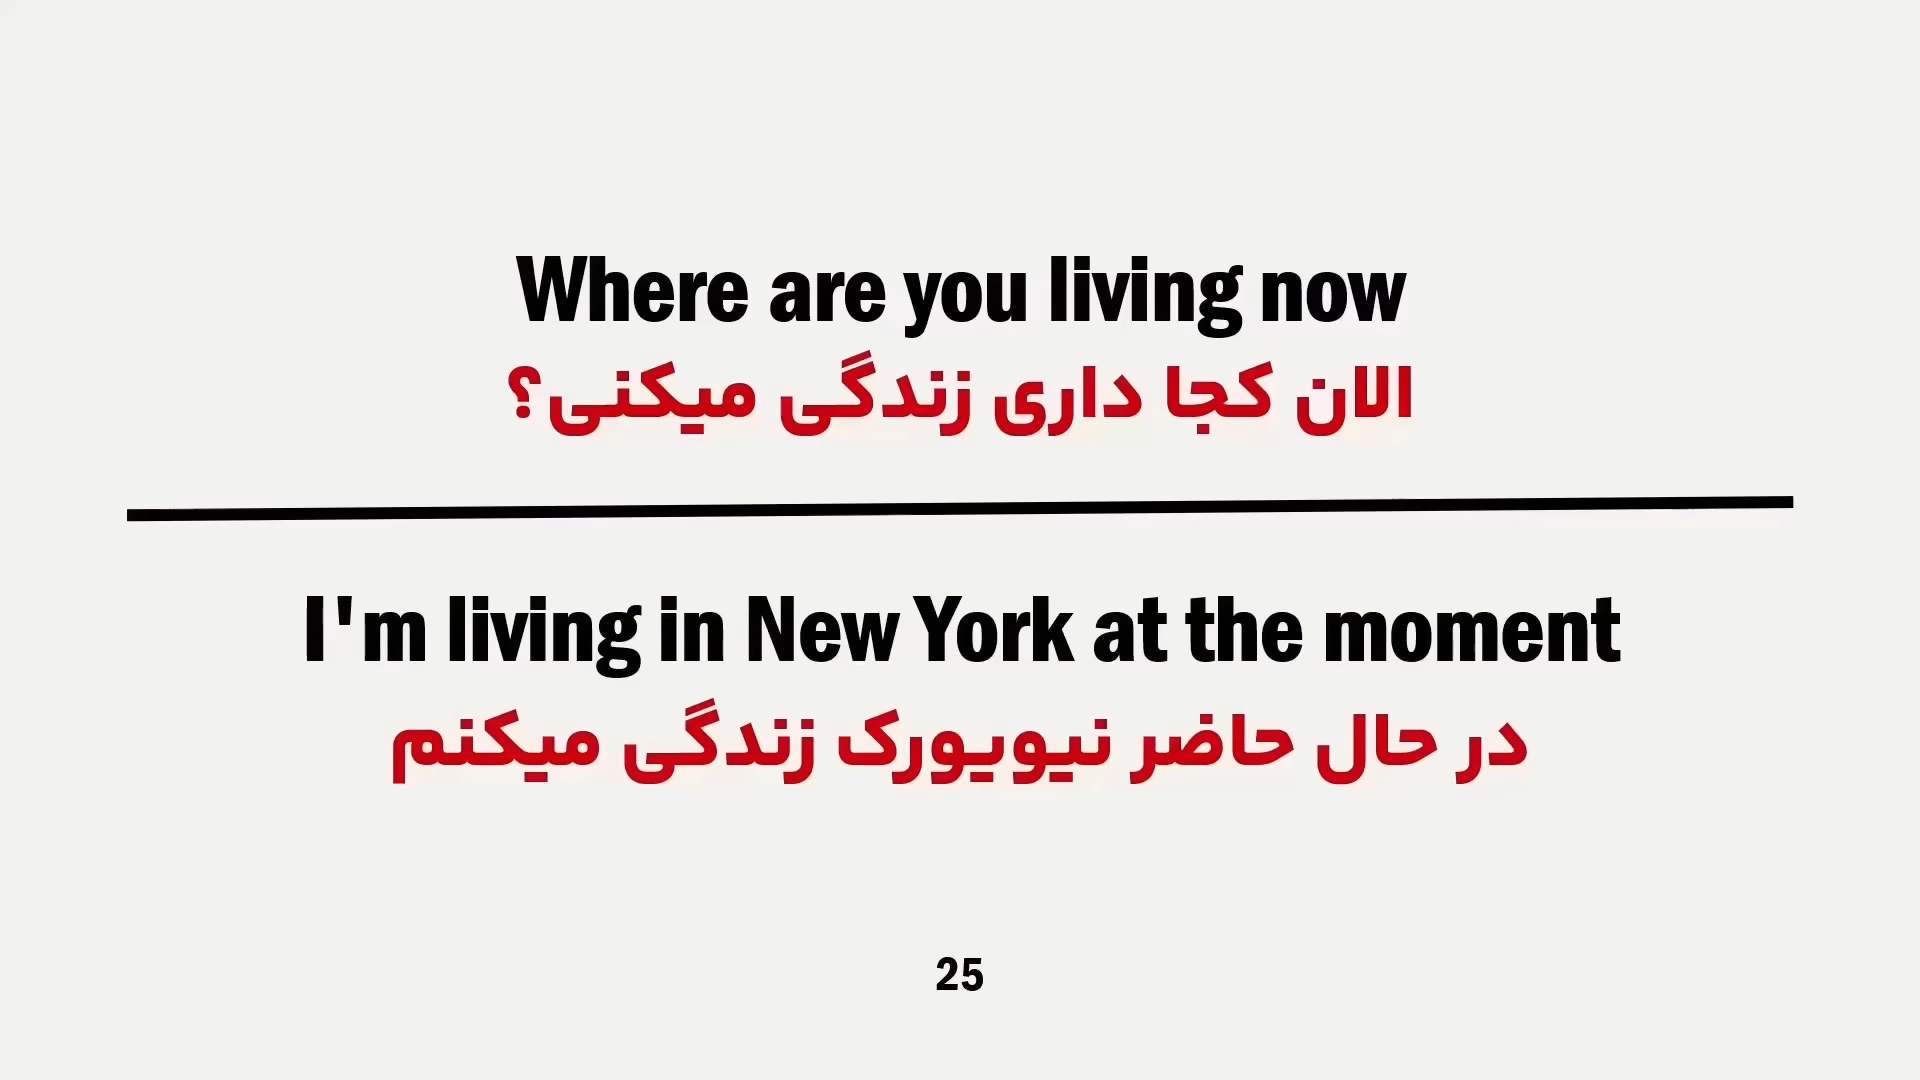 Where are you living now
الان کجا داری زندگی میکنی؟
I'm living in New York at the moment
در حال حاضر نیویورک زندگی میکنم
25